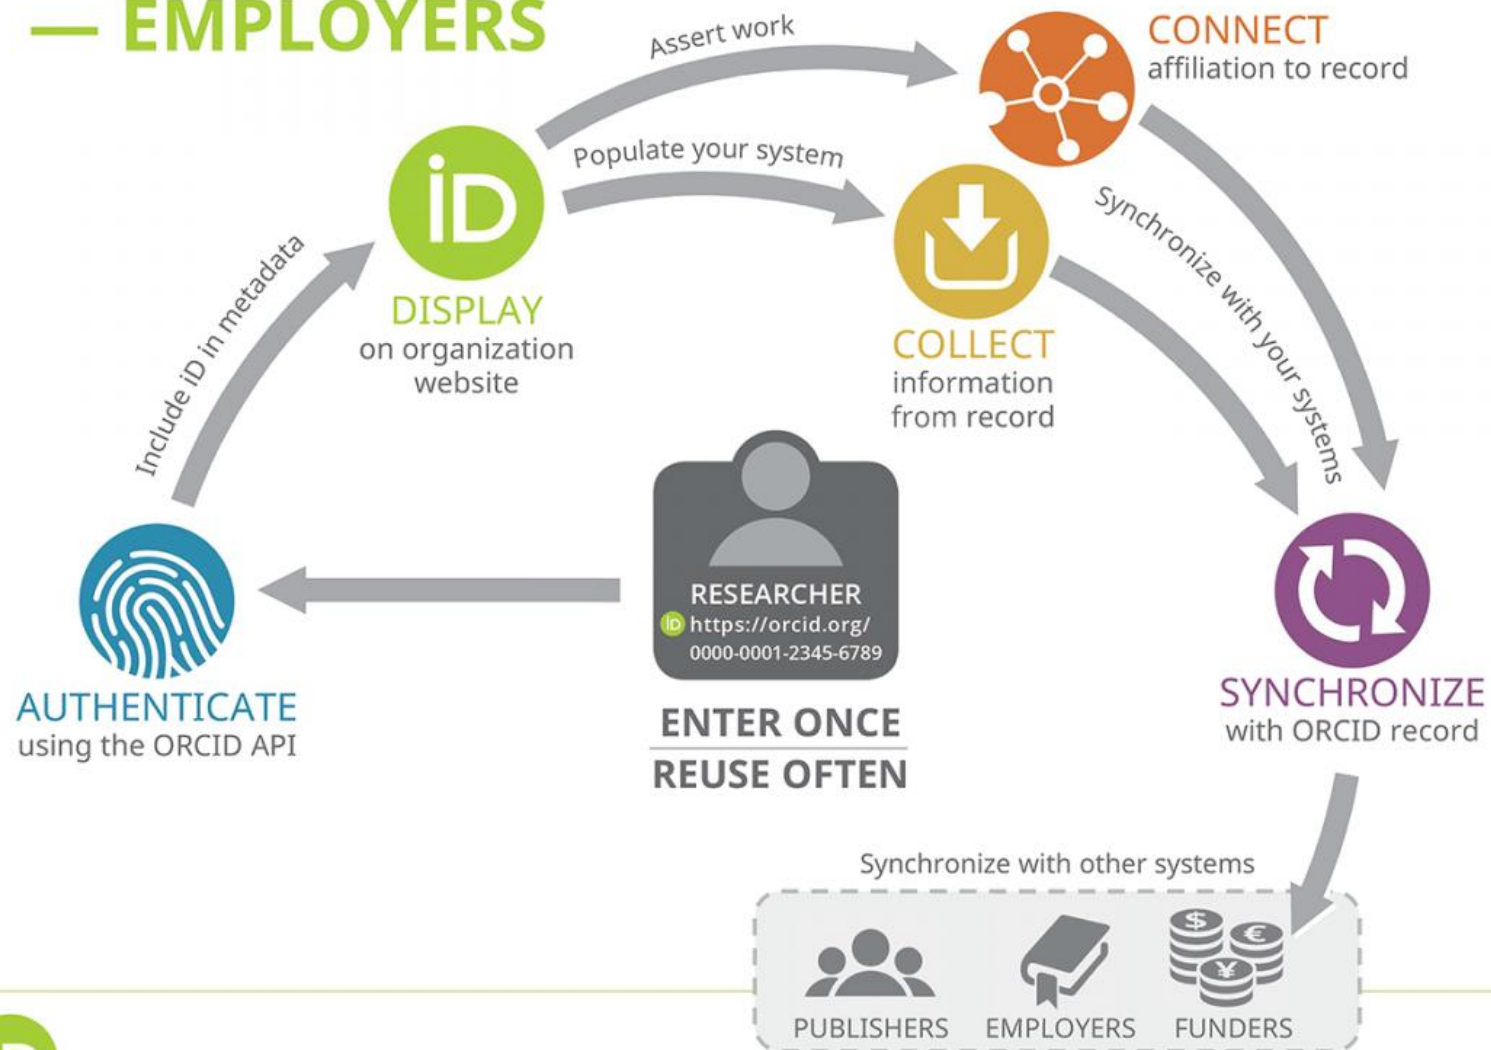 — EMPLOYERS
Assert work
CONNECT
affiliation to record
Populate your system
iD
DISPLAY
on organization
website
Include iD in metadata
COLLECT
information
from record
Synchronize with your systems
AUTHENTICATE
using the ORCID API
RESEARCHER
iD https://orcid.org/
0000-0001-2345-6789
ENTER ONCE
REUSE OFTEN
SYNCHRONIZE
with ORCID record
Synchronize with other systems
$ € ¥
PUBLISHERS EMPLOYERS FUNDERS